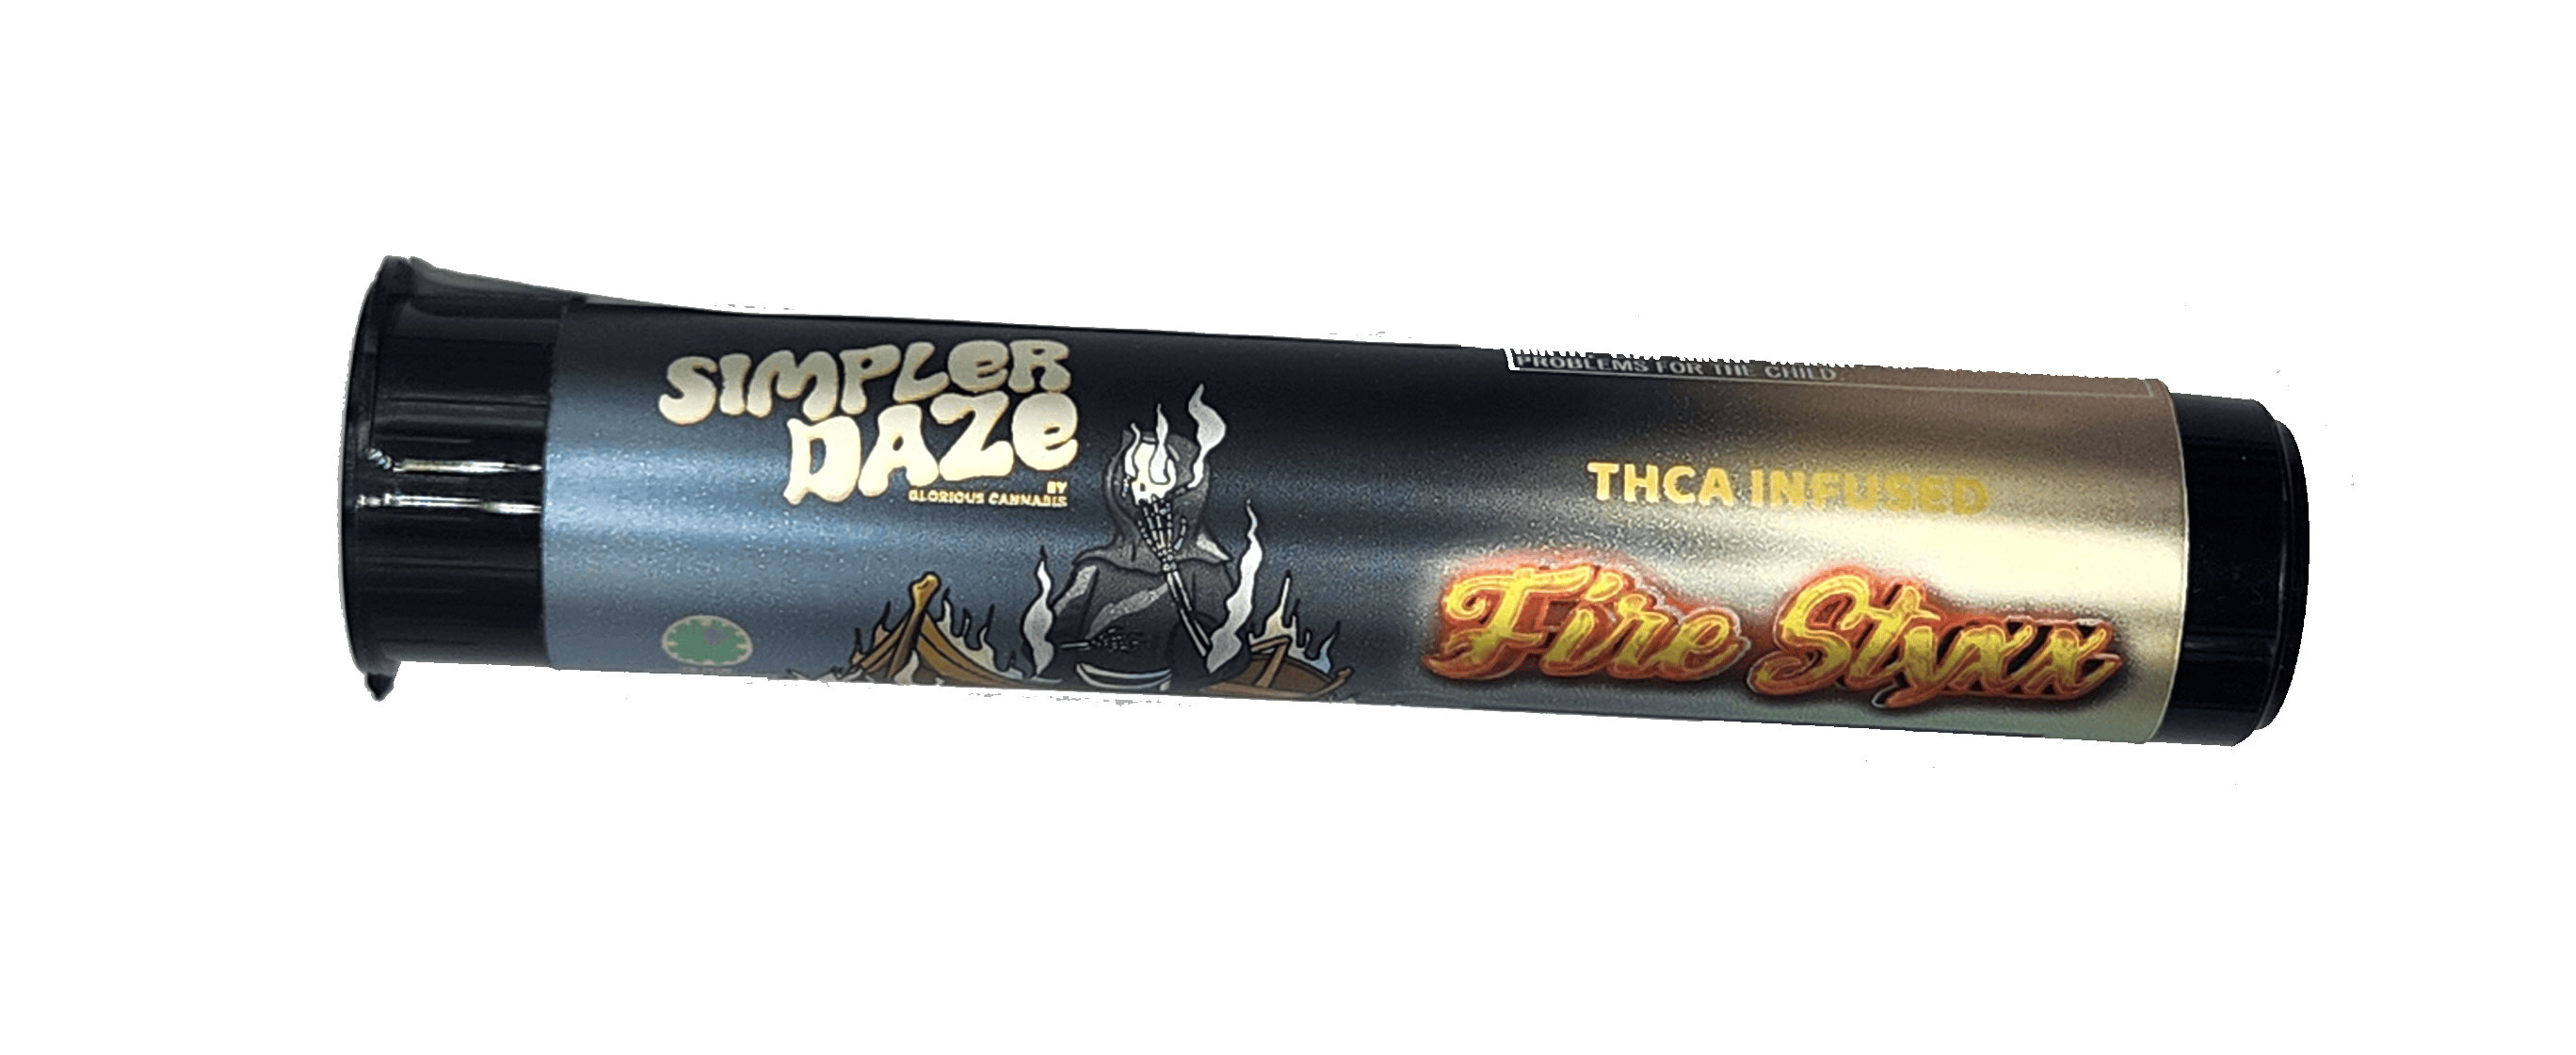 SIMPLER
DAZE
BY
GLORIOUS CANNABIS
PROBLEMS FOR THE CHILD
THCA INFUSED
Fire Styxx